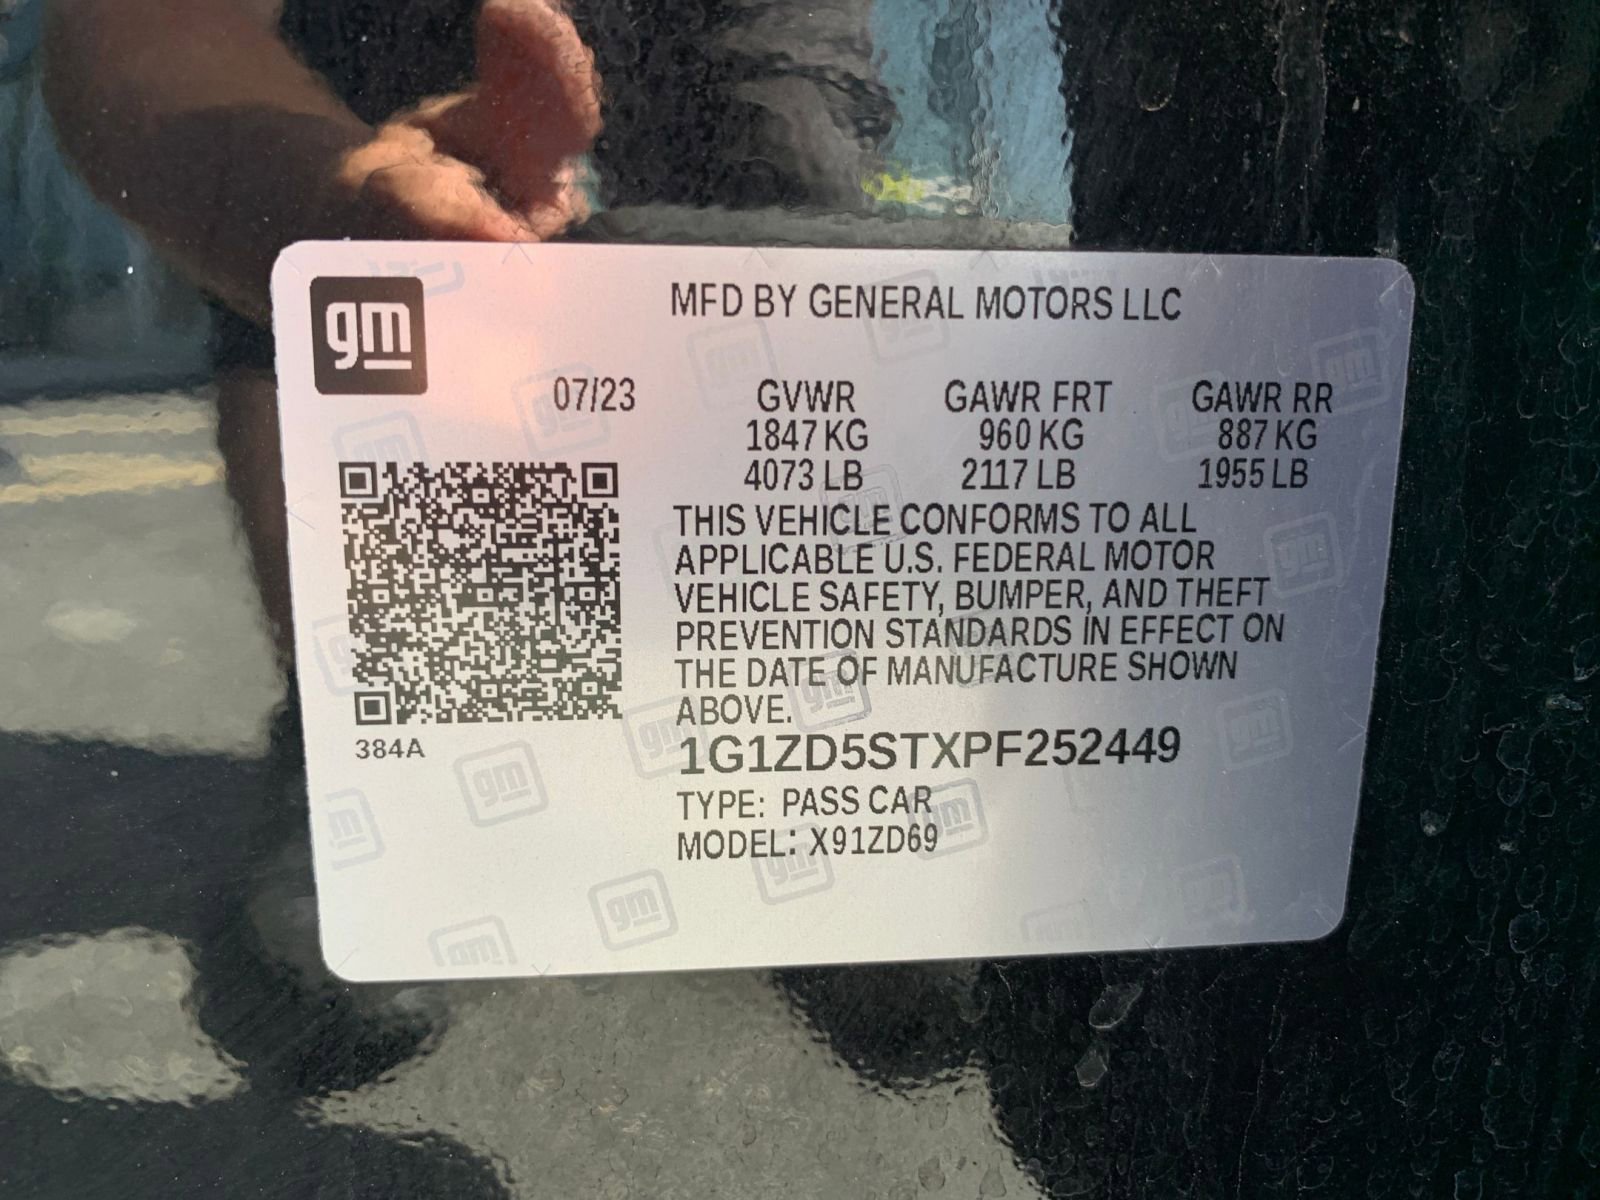 gm
MFD BY GENERAL MOTORS LLC
07/23 GVWR GAWR FRT GAWR RR
1847 KG 960 KG 887 KG
4073 LB 2117 LB 1955 LB
THIS VEHICLE CONFORMS TO ALL
APPLICABLE U.S. FEDERAL MOTOR
VEHICLE SAFETY, BUMPER, AND THEFT
PREVENTION STANDARDS IN EFFECT ON
THE DATE OF MANUFACTURE SHOWN
ABOVE.
384A
1G1ZD5STXPF252449
TYPE: PASS CAR
MODEL: X91ZD69